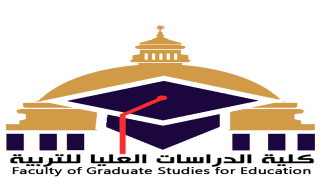 كلية الدراسات العليا للتربية
Faculty of Graduate Studies for Education